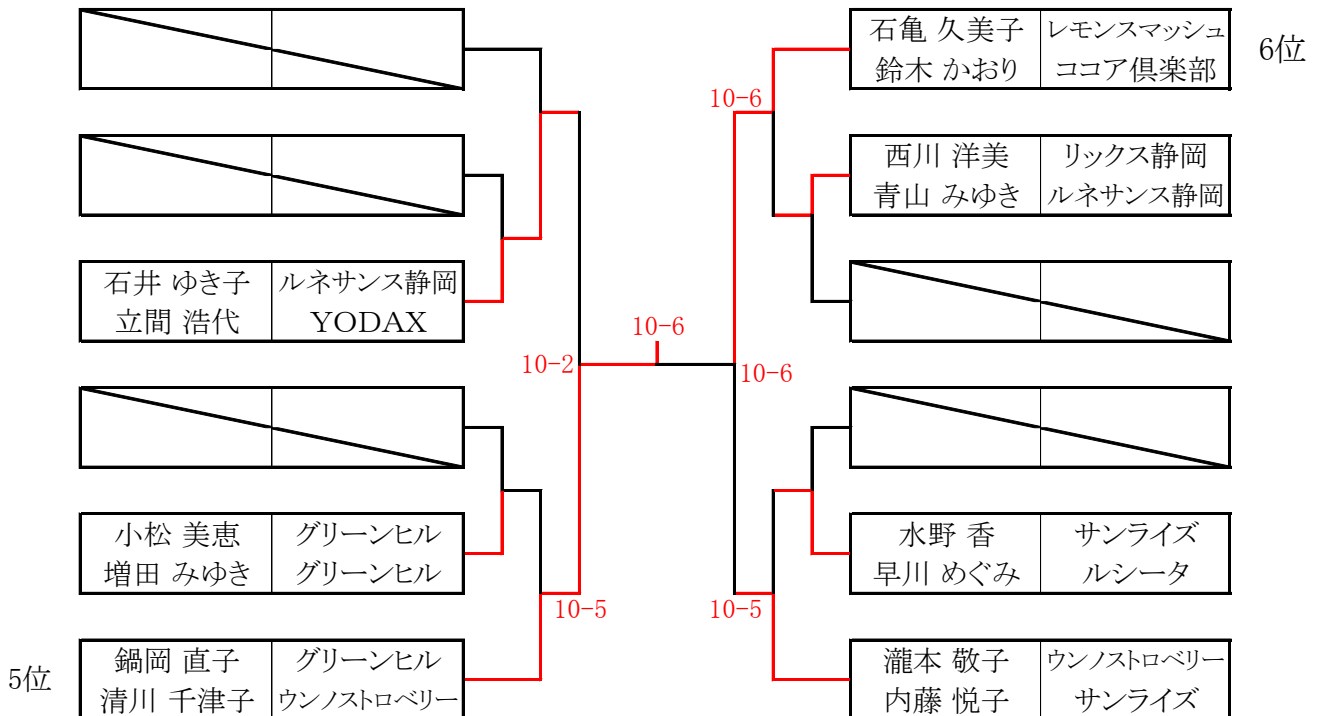 石亀 久美子 レモンスマッシュ
鈴木 かおり ココア倶楽部
6位
10-6
西川 洋美 リックス静岡
青山 みゆき ルネサンス静岡
石井 ゆき子 ルネサンス静岡
立間 浩代 YODAX
10-6
10-2
10-6
小松 美恵 グリーンヒル
増田 みゆき グリーンヒル
水野 香 サンライズ
早川 めぐみ ルシータ
10-5
10-5
5位
鍋岡 直子 グリーンヒル
清川 千津子 ウンノストロベリー
瀧本 敬子 ウンノストロベリー
内藤 悦子 サンライズ